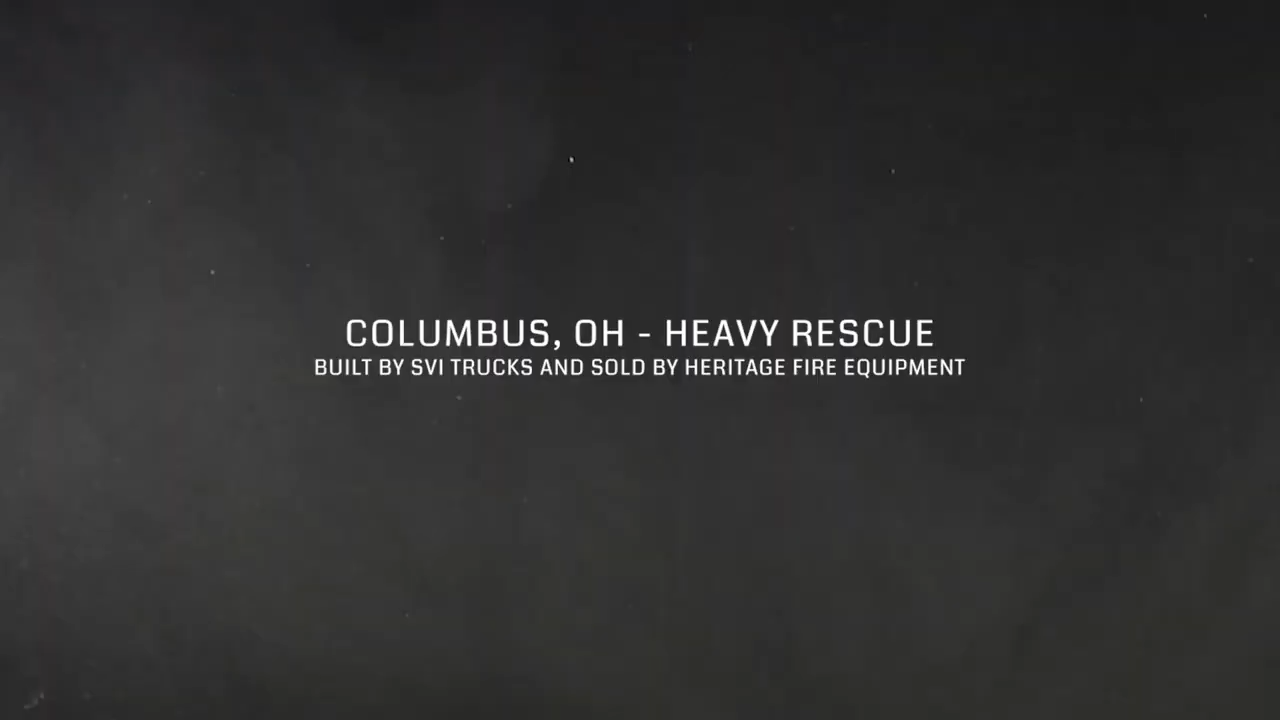 COLUMBUS, OH - HEAVY RESCUE
BUILT BY SVI TRUCKS AND SOLD BY HERITAGE FIRE EQUIPMENT